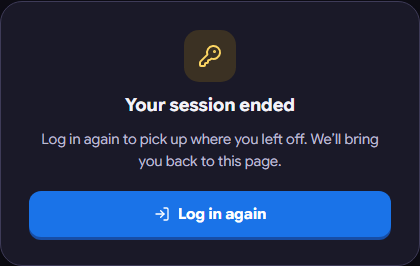 Your session ended
Log in again to pick up where you left off. We’ll bring
you back to this page.
Log in again